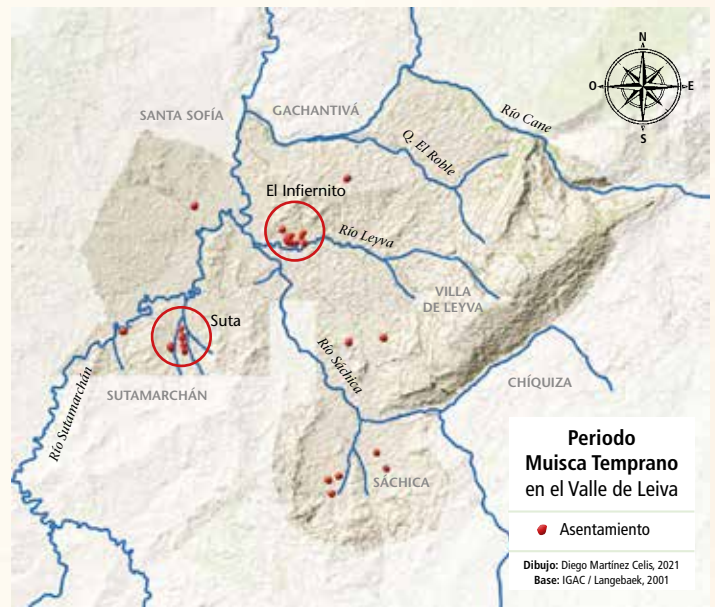 N
O
E
S
SANTA SOFÍA
GACHANTIVÁ
Río Cane
Q. El Roble
El Infiernito
Río Leyva
VILLA
DE LEYVA
Suta
Río Sáchica
SUTAMARCHÁN
Río Sutamarchán
CHÍQUIZA
SÁCHICA
Periodo
Muisca Temprano
en el Valle de Leiva
Asentamiento
Dibujo: Diego Martínez Celis, 2021
Base: IGAC / Langebaek, 2001